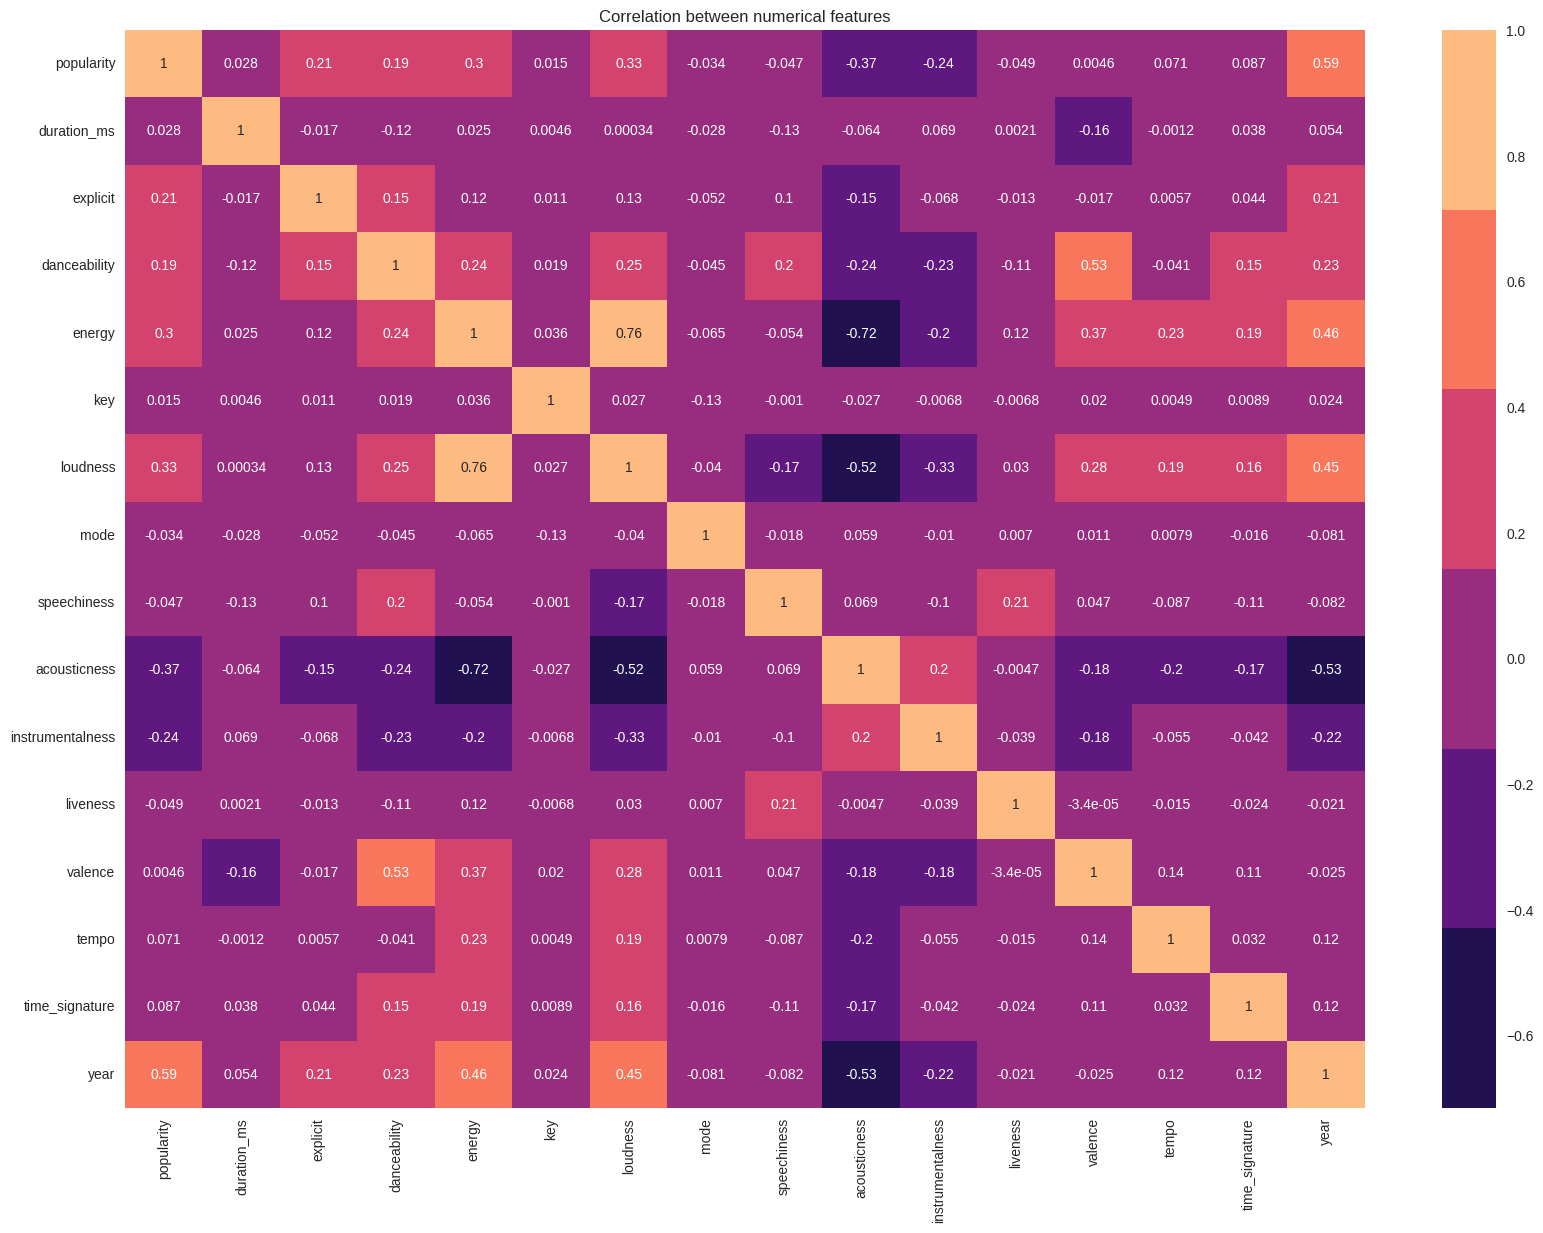 Correlation between numerical features
popularity 1 0.028 0.21 0.19 0.3 0.015 0.33 -0.034 -0.047 -0.37 -0.24 -0.049 0.0046 0.071 0.087 0.59
duration_ms 0.028 1 -0.017 -0.12 0.025 0.0046 0.00034 -0.028 -0.13 -0.064 0.069 0.0021 -0.16 -0.0012 0.038 0.054
explicit 0.21 -0.017 1 0.15 0.12 0.011 0.13 -0.052 0.1 -0.15 -0.068 -0.013 -0.017 0.0057 0.044 0.21
danceability 0.19 -0.12 0.15 1 0.24 0.019 0.25 -0.045 0.2 -0.24 -0.23 -0.11 0.53 -0.041 0.15 0.23
energy 0.3 0.025 0.12 0.24 1 0.036 0.76 -0.065 -0.054 -0.72 -0.2 0.12 0.37 0.23 0.19 0.46
key 0.015 0.0046 0.011 0.019 0.036 1 0.027 -0.13 -0.001 -0.027 -0.0068 -0.0068 0.02 0.0049 0.0089 0.024
loudness 0.33 0.00034 0.13 0.25 0.76 0.027 1 -0.04 -0.17 -0.52 -0.33 0.03 0.28 0.19 0.16 0.45
mode -0.034 -0.028 -0.052 -0.045 -0.065 -0.13 -0.04 1 -0.018 0.059 -0.01 0.007 0.011 0.0079 -0.016 -0.081
speechiness -0.047 -0.13 0.1 0.2 -0.054 -0.001 -0.17 -0.018 1 0.069 -0.1 0.21 0.047 -0.087 -0.11 -0.082
acousticness -0.37 -0.064 -0.15 -0.24 -0.72 -0.027 -0.52 0.059 0.069 1 0.2 -0.0047 -0.18 -0.2 -0.17 -0.53
instrumentalness -0.24 0.069 -0.068 -0.23 -0.2 -0.0068 -0.33 -0.01 -0.1 0.2 1 -0.039 -0.18 -0.055 -0.042 -0.22
liveness -0.049 0.0021 -0.013 -0.11 0.12 -0.0068 0.03 0.007 0.21 -0.0047 -0.039 1 -3.4e-05 -0.015 -0.024 -0.021
valence 0.0046 -0.16 -0.017 0.53 0.37 0.02 0.28 0.011 0.047 -0.18 -0.18 -3.4e-05 1 0.14 0.11 -0.025
tempo 0.071 -0.0012 0.0057 -0.041 0.23 0.0049 0.19 0.0079 -0.087 -0.2 -0.055 -0.015 0.14 1 0.032 0.12
time_signature 0.087 0.038 0.044 0.15 0.19 0.0089 0.16 -0.016 -0.11 -0.17 -0.042 -0.024 0.11 0.032 1 0.12
year 0.59 0.054 0.21 0.23 0.46 0.024 0.45 -0.081 -0.082 -0.53 -0.22 -0.021 -0.025 0.12 0.12 1
popularity duration_ms explicit danceability energy key loudness mode speechiness acousticness instrumentalness liveness valence tempo time_signature year
1.0
0.8
0.6
0.4
0.2
0.0
−0.2
−0.4
−0.6